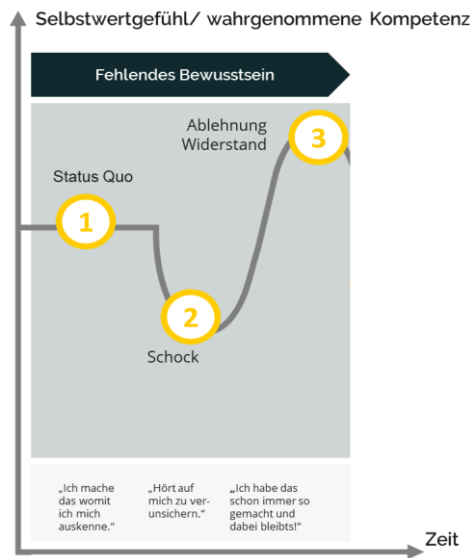 Selbstwertgefühl/ wahrgenommene Kompetenz
Fehlendes Bewusstsein
Ablehnung
Widerstand
3
Status Quo
1
2
Schock
„Ich mache
das womit
ich mich
auskenne.“
„Hört auf
mich zu ver-
unsichern.“
„Ich habe das
schon immer so
gemacht und
dabei bleibts!“
Zeit